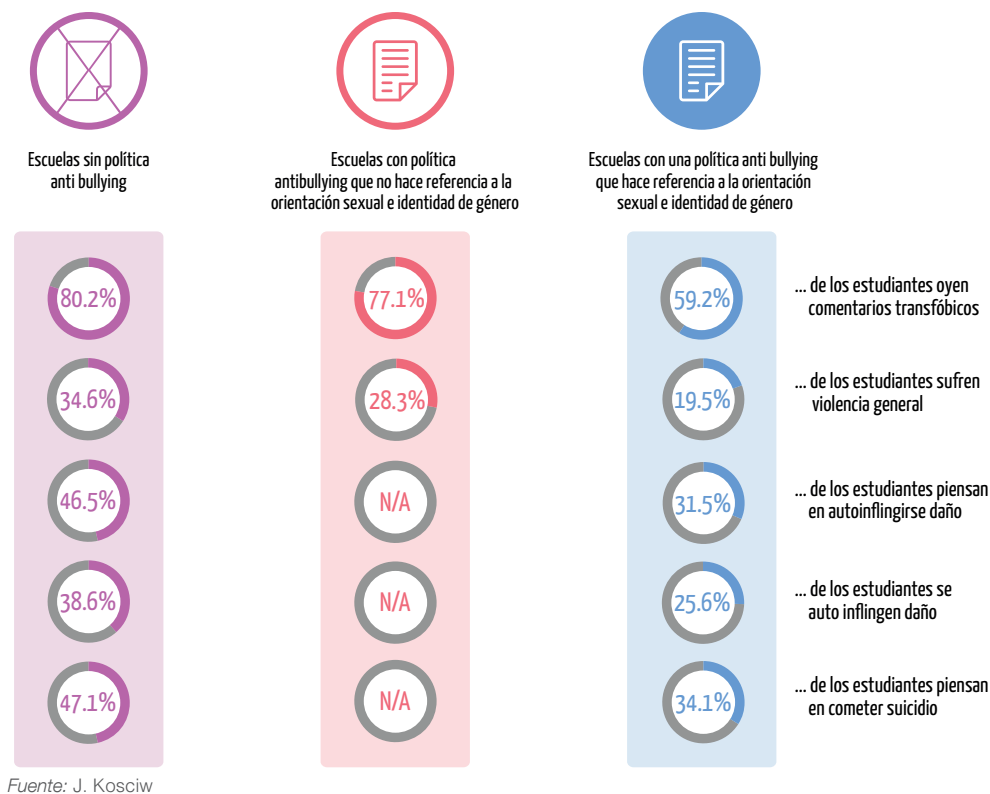 Escuelas sin política
anti bullying
Escuelas con política
antibullying que no hace referencia a la
orientación sexual e identidad de género
Escuelas con una política anti bullying
que hace referencia a la orientación
sexual e identidad de género
80.2%
77.1%
59.2%
... de los estudiantes oyen
comentarios transfóbicos
34.6%
28.3%
19.5%
... de los estudiantes sufren
violencia general
46.5%
N/A
31.5%
... de los estudiantes piensan
en autoinflingirse daño
38.6%
N/A
25.6%
... de los estudiantes se
auto inflingen daño
47.1%
N/A
34.1%
... de los estudiantes piensan
en cometer suicidio
Fuente: J. Kosciw